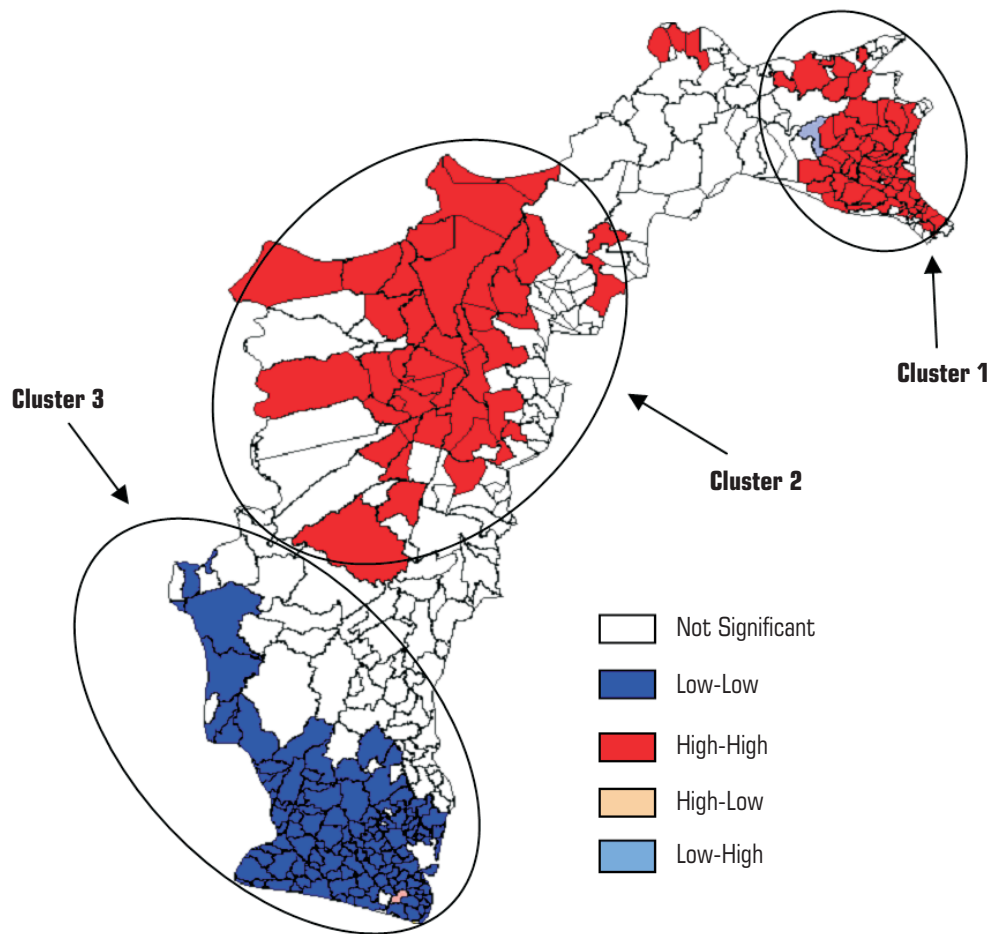 Cluster 1
Cluster 3
Cluster 2
Not Significant
Low-Low
High-High
High-Low
Low-High